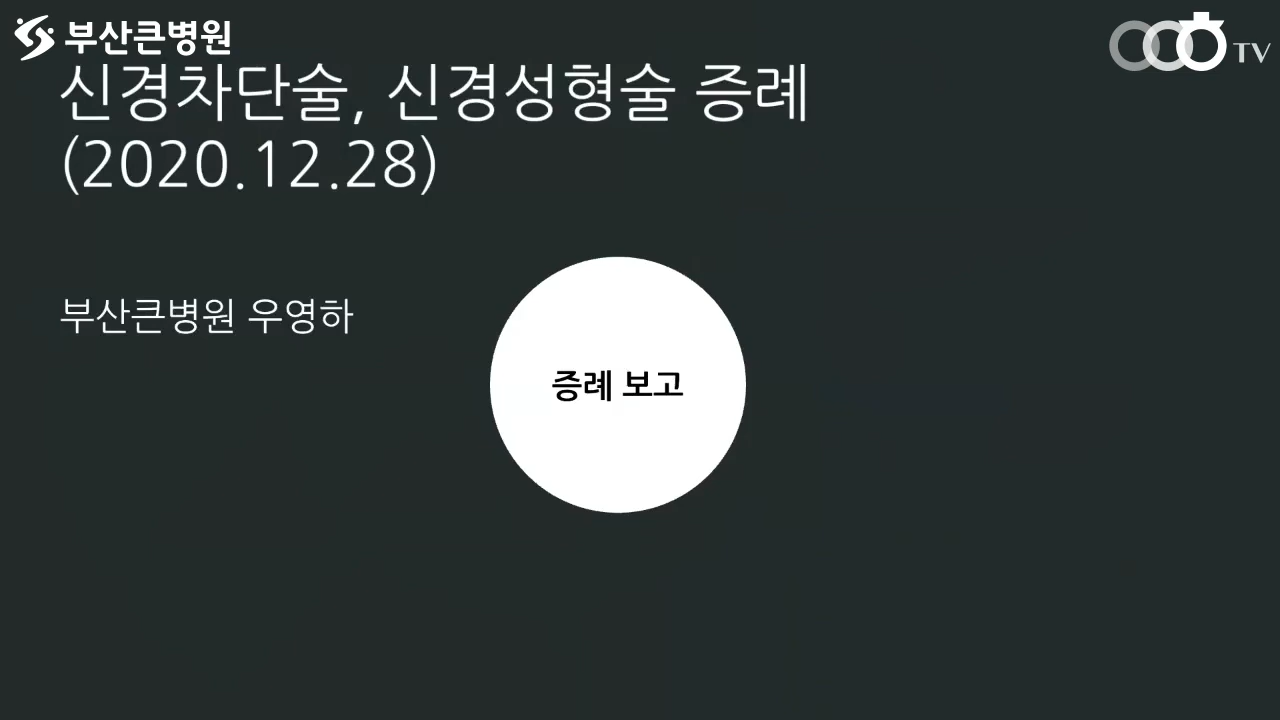 부산큰병원
TV
신경차단술, 신경성형술 증례
(2020.12.28)
부산큰병원 우영하
증례 보고